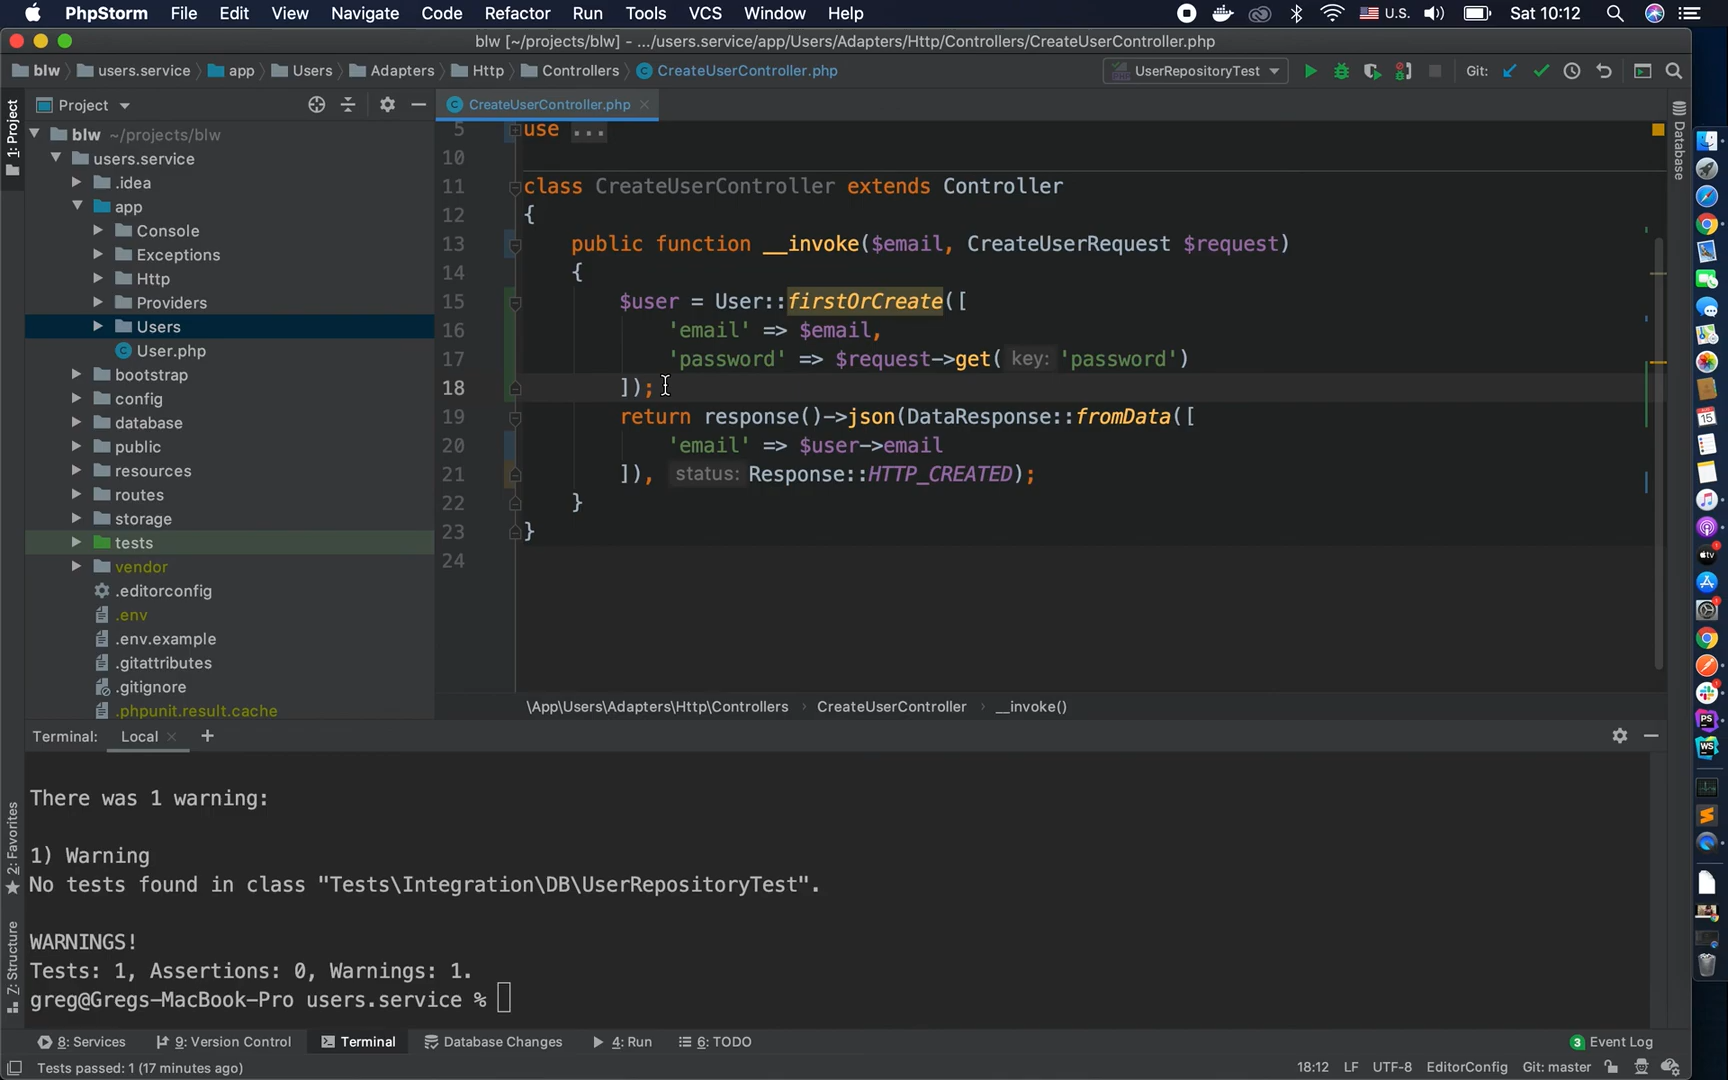 PhpStorm File Edit View Navigate Code Refactor Run Tools VCS Window Help U.S. Sat 10:12
blw [~/projects/blw] - .../users.service/app/Users/Adapters/Http/Controllers/CreateUserController.php
blw users.service app Users Adapters Http Controllers CreateUserController.php UserRepositoryTest Git:
1: Project
Project
CreateUserController.php
Database
blw ~/projects/blw
users.service
.idea
app
Console
Exceptions
Http
Providers
Users
User.php
bootstrap
config
database
public
resources
routes
storage
tests
vendor
.editorconfig
.env
.env.example
.gitattributes
.gitignore
.phpunit.result.cache
5 use ...
10
11 class CreateUserController extends Controller
12 {
13 public function __invoke($email, CreateUserRequest $request)
14 {
15 $user = User::firstOrCreate([
16 'email' => $email,
17 'password' => $request->get( key: 'password')
18 ]);
19 return response()->json(DataResponse::fromData([
20 'email' => $user->email
21 ]), status: Response::HTTP_CREATED);
22 }
23 }
24
\App\Users\Adapters\Http\Controllers › CreateUserController › __invoke()
Terminal: Local × +
There was 1 warning:
1) Warning
No tests found in class "Tests\Integration\DB\UserRepositoryTest".
WARNINGS!
Tests: 1, Assertions: 0, Warnings: 1.
greg@Gregs-MacBook-Pro users.service %
2: Favorites
Z: Structure
8: Services 9: Version Control Terminal Database Changes 4: Run 6: TODO 3 Event Log
Tests passed: 1 (17 minutes ago) 18:12 LF UTF-8 EditorConfig Git: master